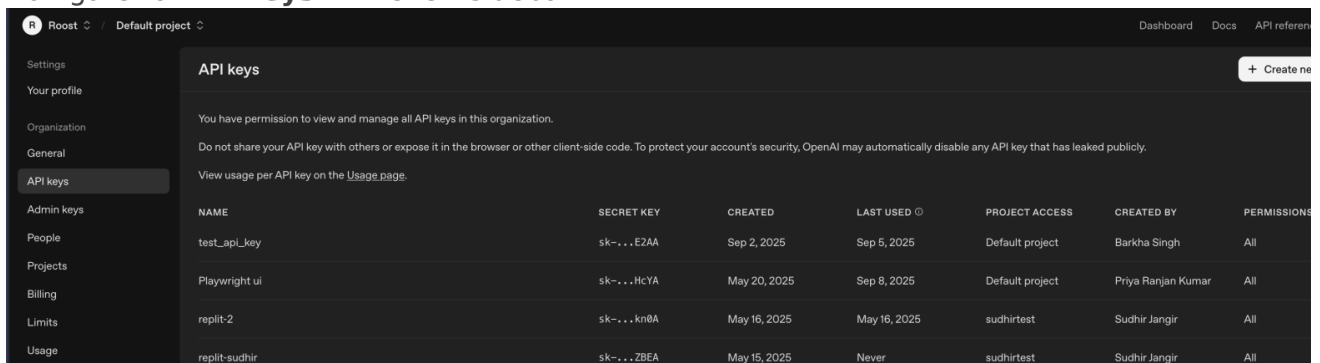 R Roost / Default project
Dashboard Docs API referen
Settings
Your profile
Organization
General
API keys
Admin keys
People
Projects
Billing
Limits
Usage
API keys
+ Create ne
You have permission to view and manage all API keys in this organization.
Do not share your API key with others or expose it in the browser or other client-side code. To protect your account's security, OpenAI may automatically disable any API key that has leaked publicly.
View usage per API key on the Usage page.
NAME SECRET KEY CREATED LAST USED PROJECT ACCESS CREATED BY PERMISSIONS
test_api_key sk-...E2AA Sep 2, 2025 Sep 5, 2025 Default project Barkha Singh All
Playwright ui sk-...HcYA May 20, 2025 Sep 8, 2025 Default project Priya Ranjan Kumar All
replit-2 sk-...kn0A May 16, 2025 May 16, 2025 sudhirtest Sudhir Jangir All
replit-sudhir sk-...ZBEA May 15, 2025 Never sudhirtest Sudhir Jangir All